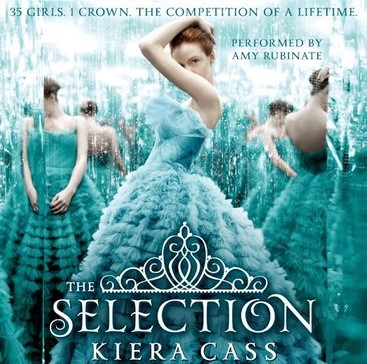 35 GIRLS. 1 CROWN. THE COMPETITION OF A LIFETIME.
PERFORMED BY
AMY RUBINATE
THE
SELECTION
KIERA CASS